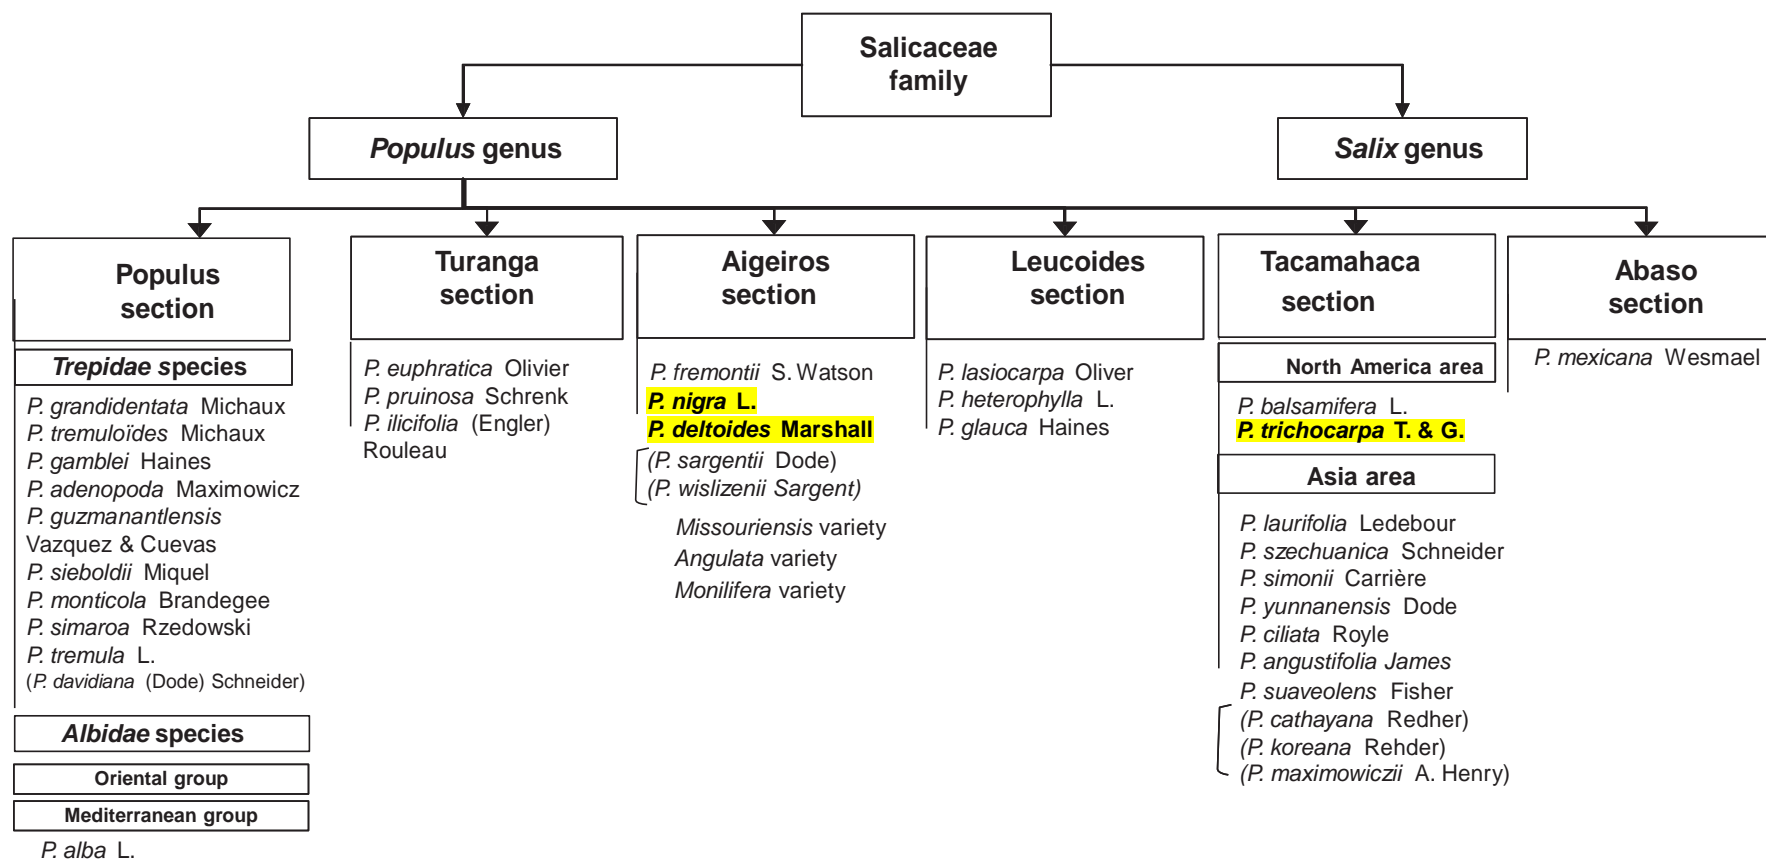 Salicaceae
family
Populus genus
Salix genus
Populus
section
Trepidae species
P. grandidentata Michaux
P. tremuloïdes Michaux
P. gamblei Haines
P. adenopoda Maximowicz
P. guzmanantlensis
Vazquez & Cuevas
P. sieboldii Miquel
P. monticola Brandegee
P. simaroa Rzedowski
P. tremula L.
(P. davidiana (Dode) Schneider)
Albidae species
Oriental group
Mediterranean group
P. alba L.
Turanga
section
P. euphratica Olivier
P. pruinosa Schrenk
P. ilicifolia (Engler)
Rouleau
Aigeiros
section
P. fremontii S. Watson
P. nigra L.
P. deltoides Marshall
(P. sargentii Dode)
(P. wislizenii Sargent)
Missouriensis variety
Angulata variety
Monilifera variety
Leucoides
section
P. lasiocarpa Oliver
P. heterophylla L.
P. glauca Haines
Tacamahaca
section
North America area
P. balsamifera L.
P. trichocarpa T. & G.
Asia area
P. laurifolia Ledebour
P. szechuanica Schneider
P. simonii Carrière
P. yunnanensis Dode
P. ciliata Royle
P. angustifolia James
P. suaveolens Fisher
(P. cathayana Redher)
(P. koreana Rehder)
(P. maximowiczii A. Henry)
Abaso
section
P. mexicana Wesmael